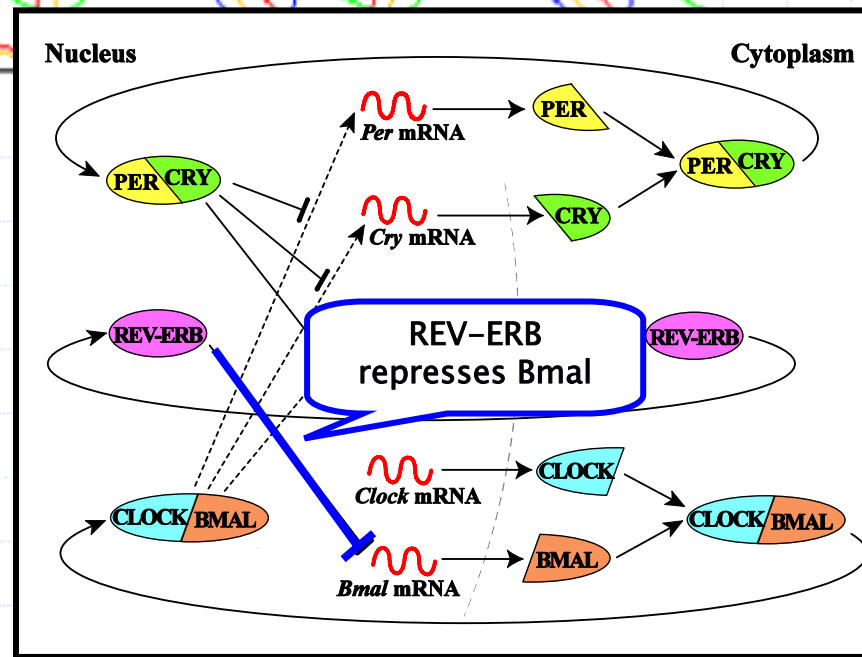 Nucleus
Cytoplasm
PER
Per mRNA
PER CRY
PER CRY
CRY
Cry mRNA
REV-ERB
REV-ERB
represses Bmal
REV-ERB
CLOCK
Clock mRNA
CLOCK BMAL
CLOCK BMAL
BMAL
Bmal mRNA